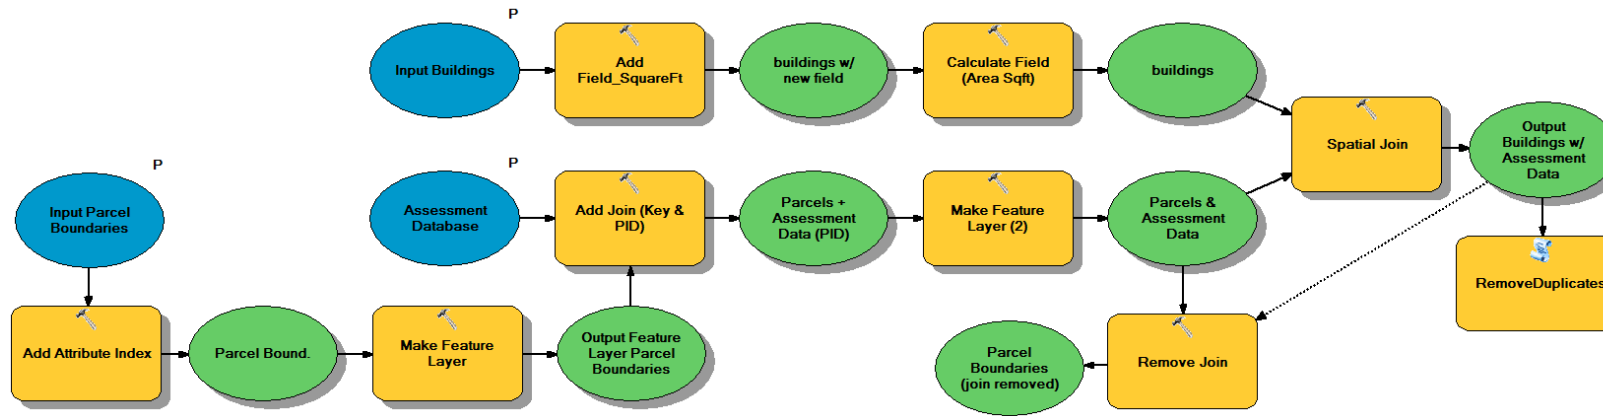 P
Input Buildings
Add
Field_SquareFt
buildings w/
new field
Calculate Field
(Area Sqft)
buildings
Spatial Join
Output
Buildings w/
Assessment
Data
P
Input Parcel
Boundaries
P
Assessment
Database
Add Join (Key &
PID)
Parcels +
Assessment
Data (PID)
Make Feature
Layer (2)
Parcels &
Assessment
Data
RemoveDuplicates
Add Attribute Index
Parcel Bound.
Make Feature
Layer
Output Feature
Layer Parcel
Boundaries
Parcel
Boundaries
(join removed)
Remove Join